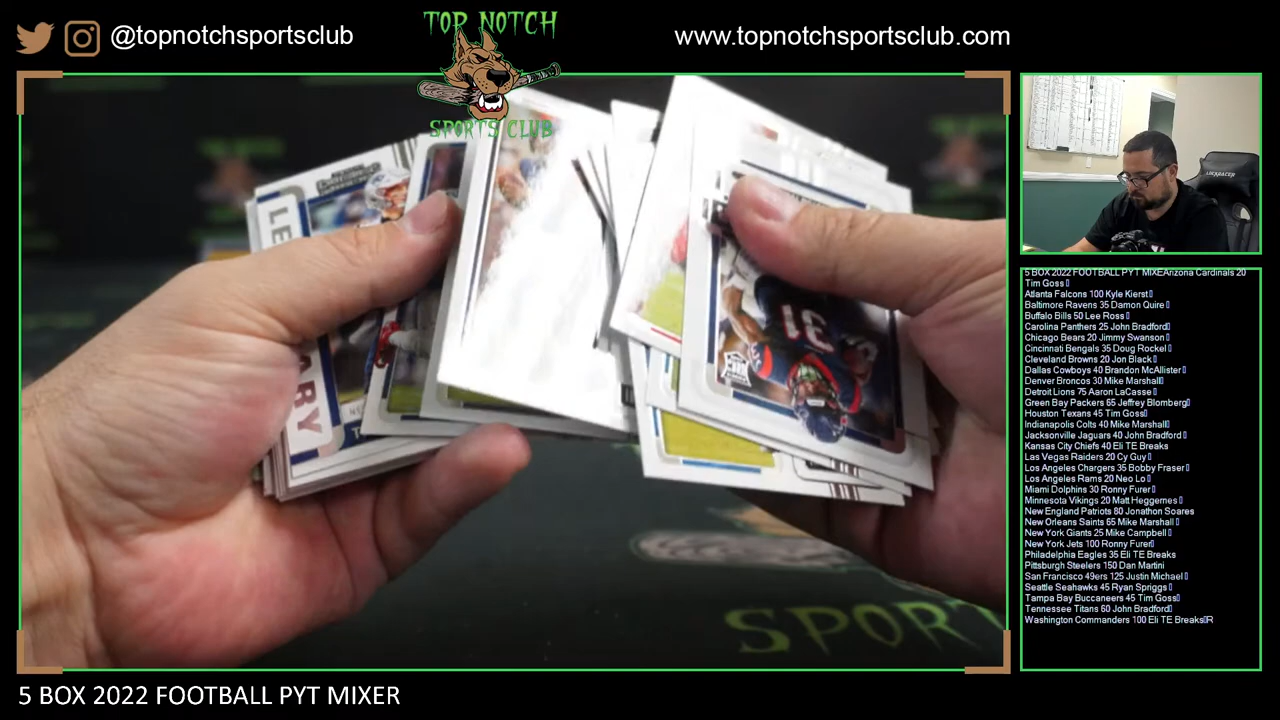 @topnotchsportsclub
TOP NOTCH
SPORTS CLUB
www.topnotchsportsclub.com
LE
ARY
31
SPORT
5 BOX 2022 FOOTBALL PYT MIXEArizona Cardinals 20
Tim Goss
Atlanta Falcons 100 Kyle Kierst
Baltimore Ravens 35 Damon Quire
Buffalo Bills 50 Lee Ross
Carolina Panthers 25 John Bradford
Chicago Bears 20 Jimmy Swanson
Cincinnati Bengals 35 Doug Rockel
Cleveland Browns 20 Jon Black
Dallas Cowboys 40 Brandon McAllister
Denver Broncos 30 Mike Marshall
Detroit Lions 75 Aaron LaCasse
Green Bay Packers 65 Jeffrey Blomberg
Houston Texans 45 Tim Goss
Indianapolis Colts 40 Mike Marshall
Jacksonville Jaguars 40 John Bradford
Kansas City Chiefs 40 Eli TE Breaks
Las Vegas Raiders 20 Cy Guy
Los Angeles Chargers 35 Bobby Fraser
Los Angeles Rams 20 Neo Lo
Miami Dolphins 30 Ronny Furer
Minnesota Vikings 20 Matt Heggernes
New England Patriots 80 Jonathon Soares
New Orleans Saints 65 Mike Marshall
New York Giants 25 Mike Campbell
New York Jets 100 Ronny Furer
Philadelphia Eagles 35 Eli TE Breaks
Pittsburgh Steelers 150 Dan Martini
San Francisco 49ers 125 Justin Michael
Seattle Seahawks 45 Ryan Spriggs
Tampa Bay Buccaneers 45 Tim Goss
Tennessee Titans 60 John Bradford
Washington Commanders 100 Eli TE Breaks R
5 BOX 2022 FOOTBALL PYT MIXER